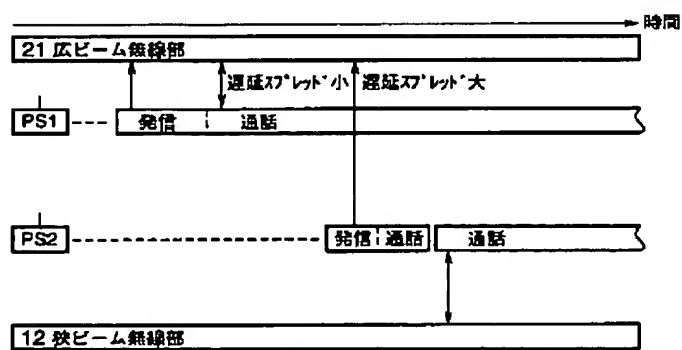 時間
21 広ビーム無線部
遅延スプレッド小 遅延スプレッド大
PS1 発信 通話
PS2 発信 通話 通話
12 狭ビーム無線部